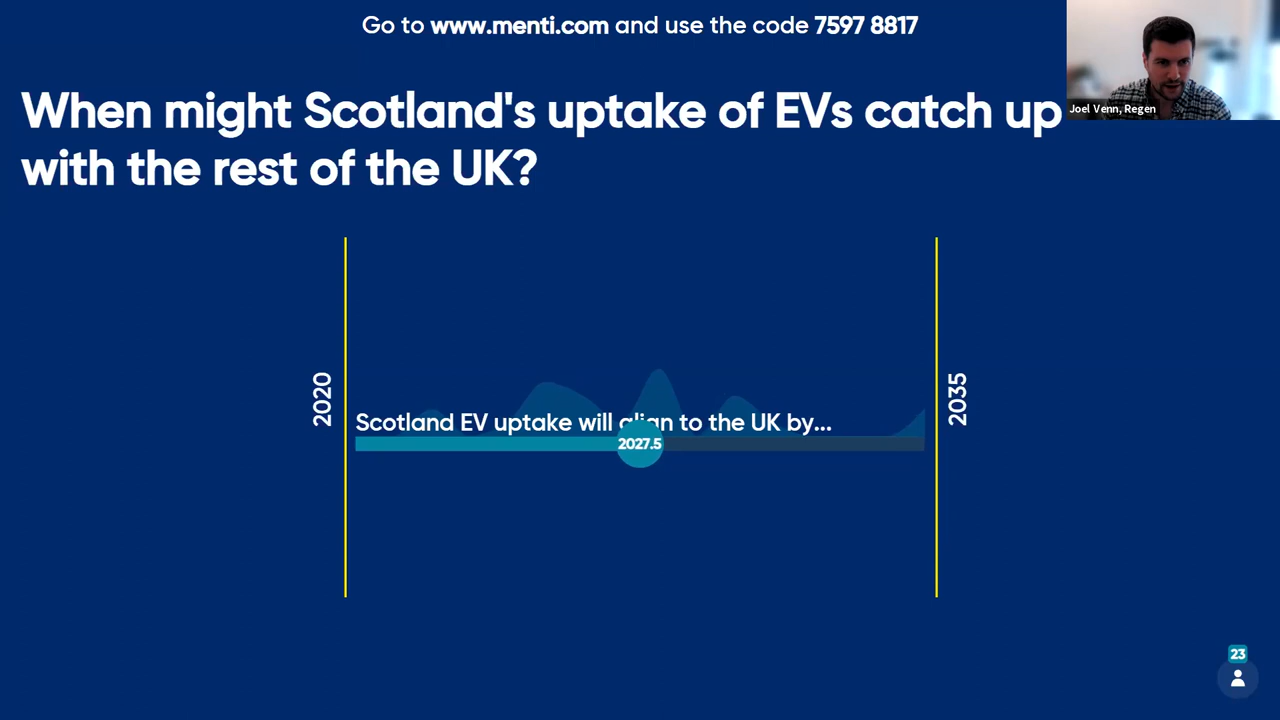 Go to www.menti.com and use the code 7597 8817
Joel Venn, Regen
When might Scotland's uptake of EVs catch up
with the rest of the UK?
2020
Scotland EV uptake will align to the UK by...
2027.5
2035
23